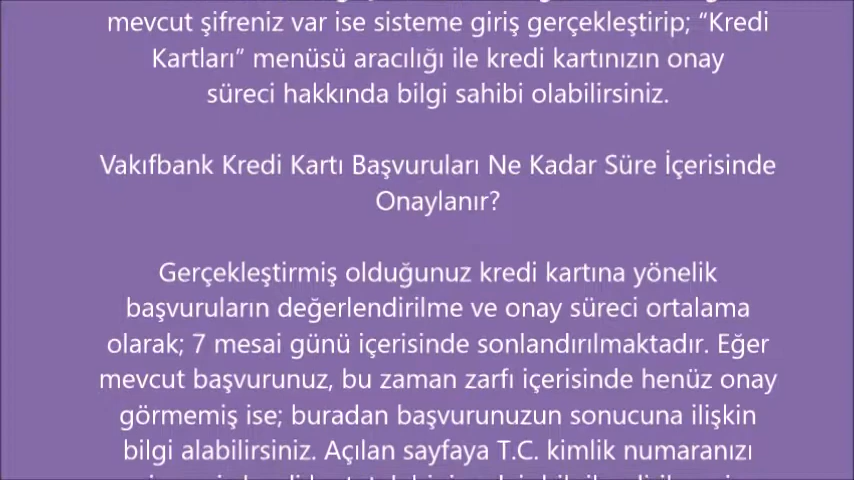 mevcut şifreniz var ise sisteme giriş gerçekleştirip; “Kredi
Kartları” menüsü aracılığı ile kredi kartınızın onay
süreci hakkında bilgi sahibi olabilirsiniz.
Vakıfbank Kredi Kartı Başvuruları Ne Kadar Süre İçerisinde
Onaylanır?
Gerçekleştirmiş olduğunuz kredi kartına yönelik
başvuruların değerlendirilme ve onay süreci ortalama
olarak; 7 mesai günü içerisinde sonlandırılmaktadır. Eğer
mevcut başvurunuz, bu zaman zarfı içerisinde henüz onay
görmemiş ise; buradan başvurunuzun sonucuna ilişkin
bilgi alabilirsiniz. Açılan sayfaya T.C. kimlik numaranızı